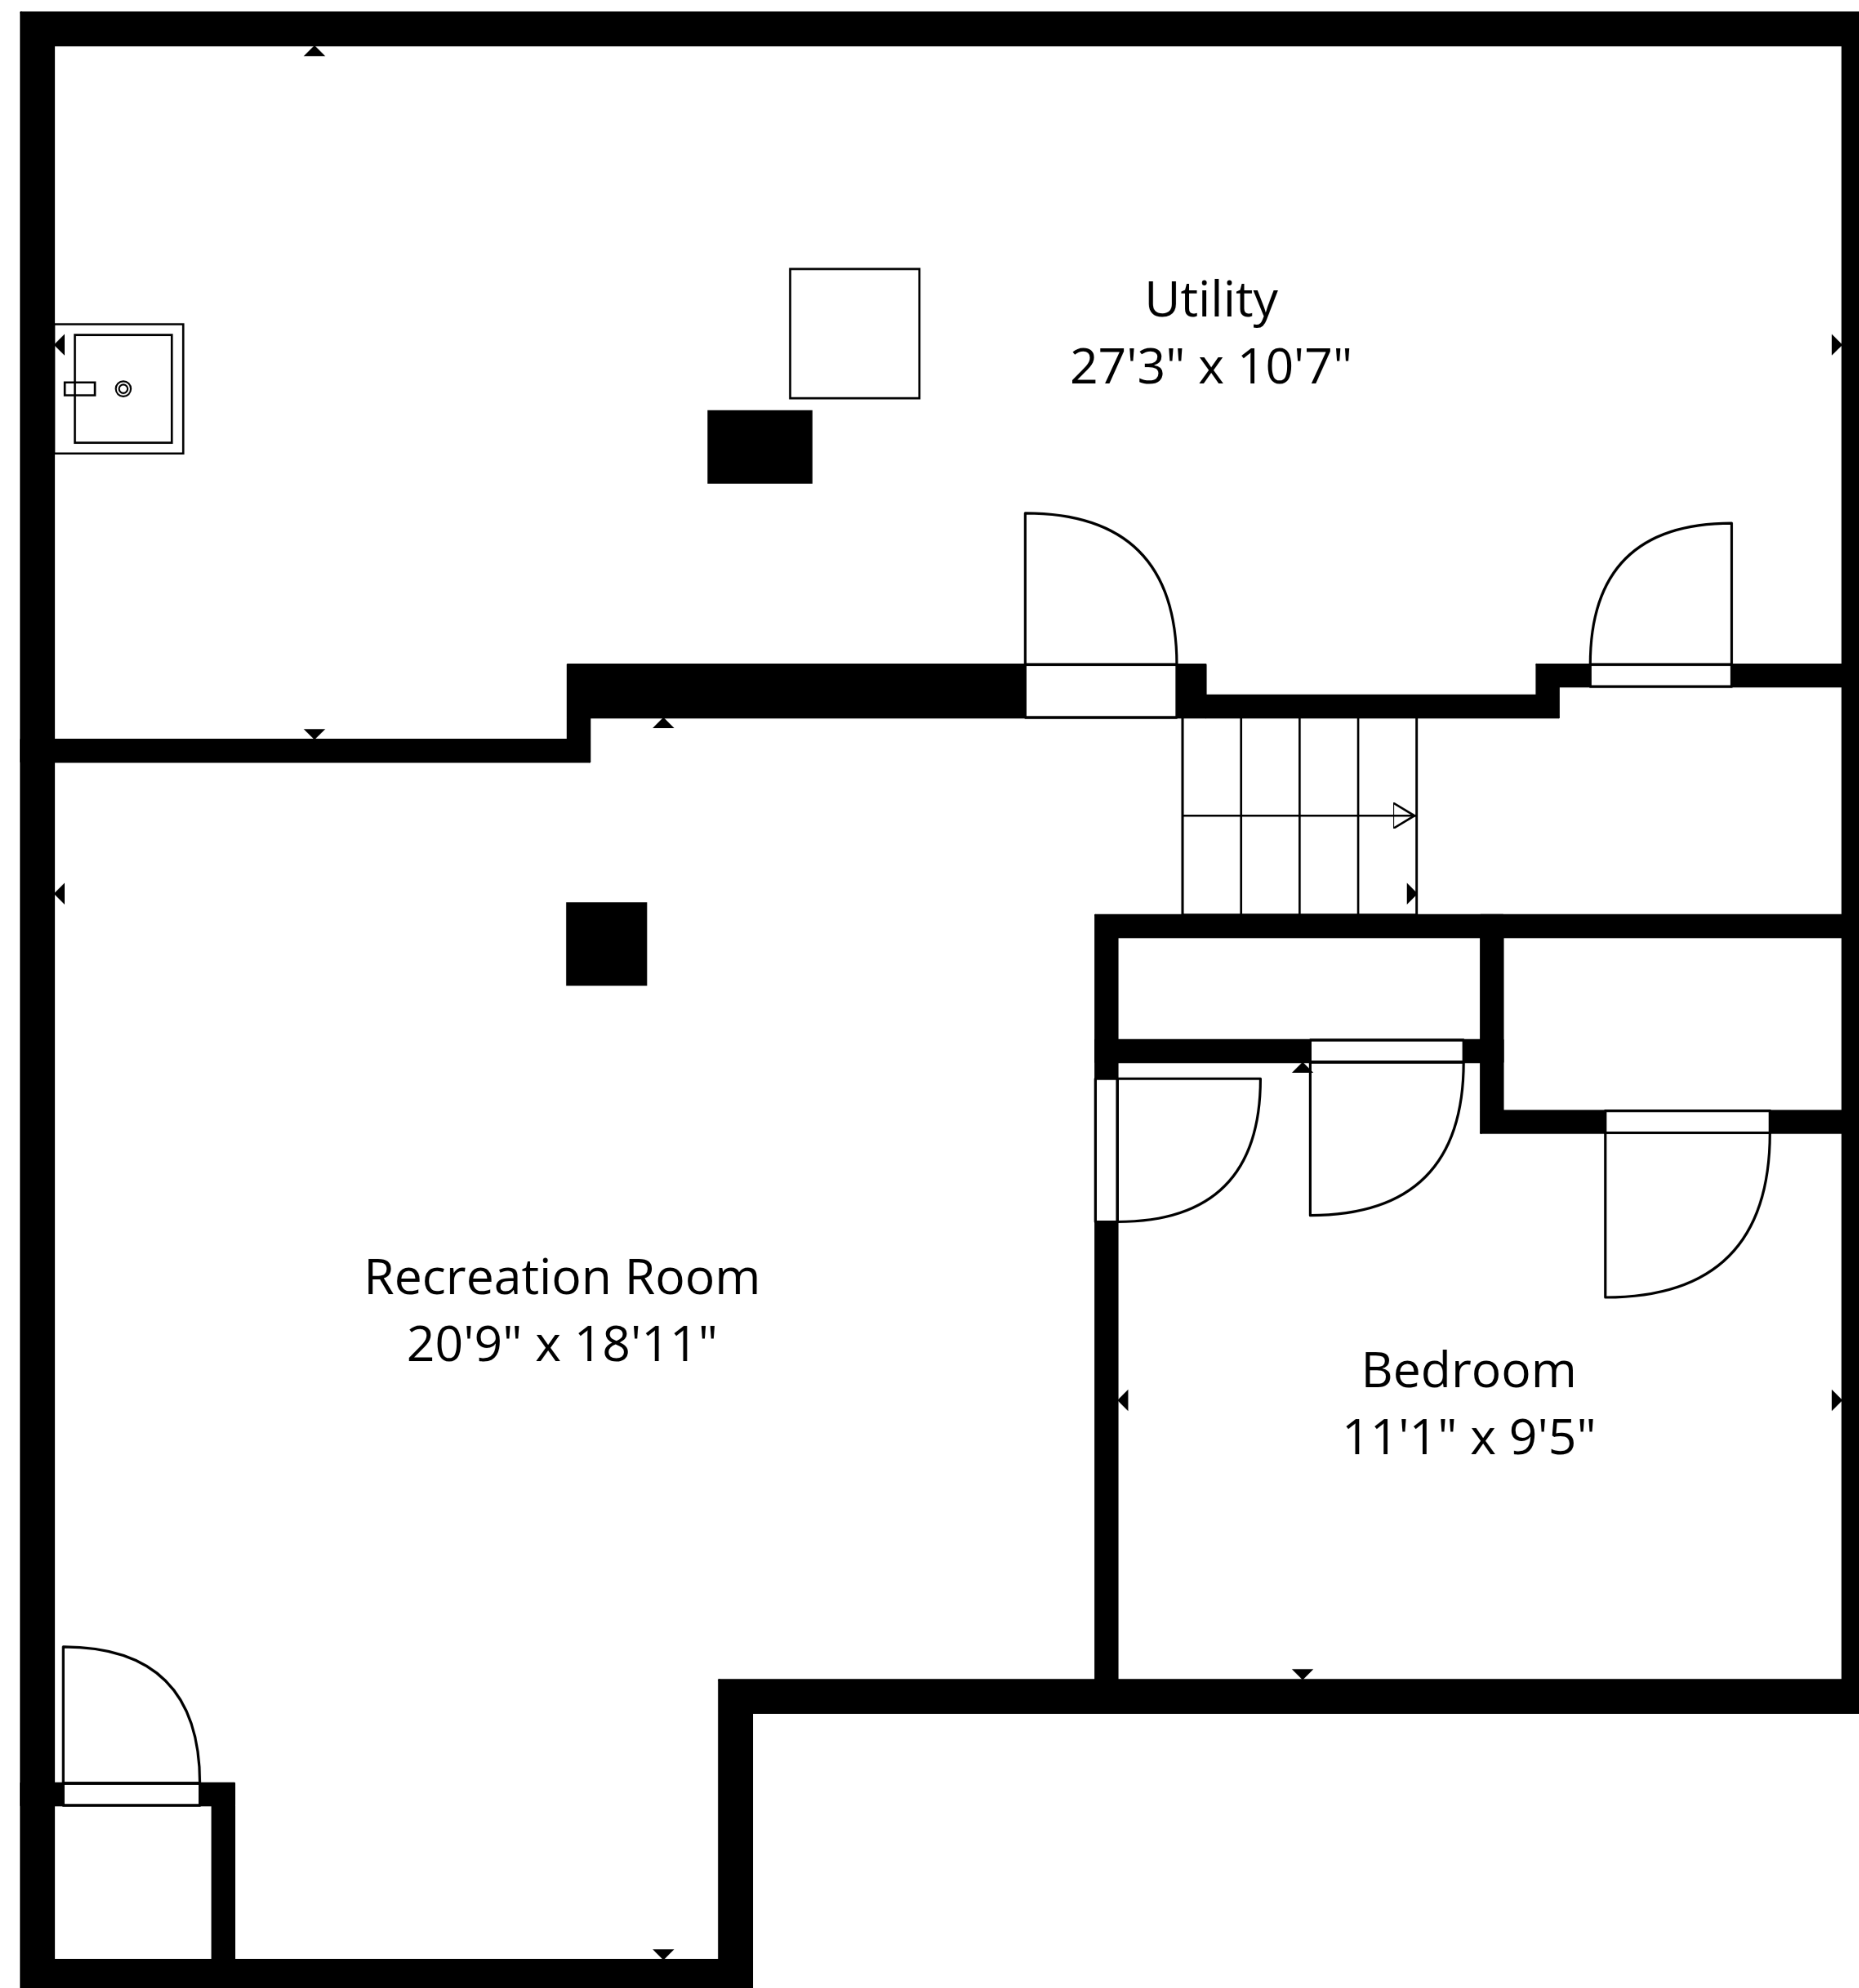 Utility
27'3" x 10'7"
Recreation Room
20'9" x 18'11"
Bedroom
11'1" x 9'5"